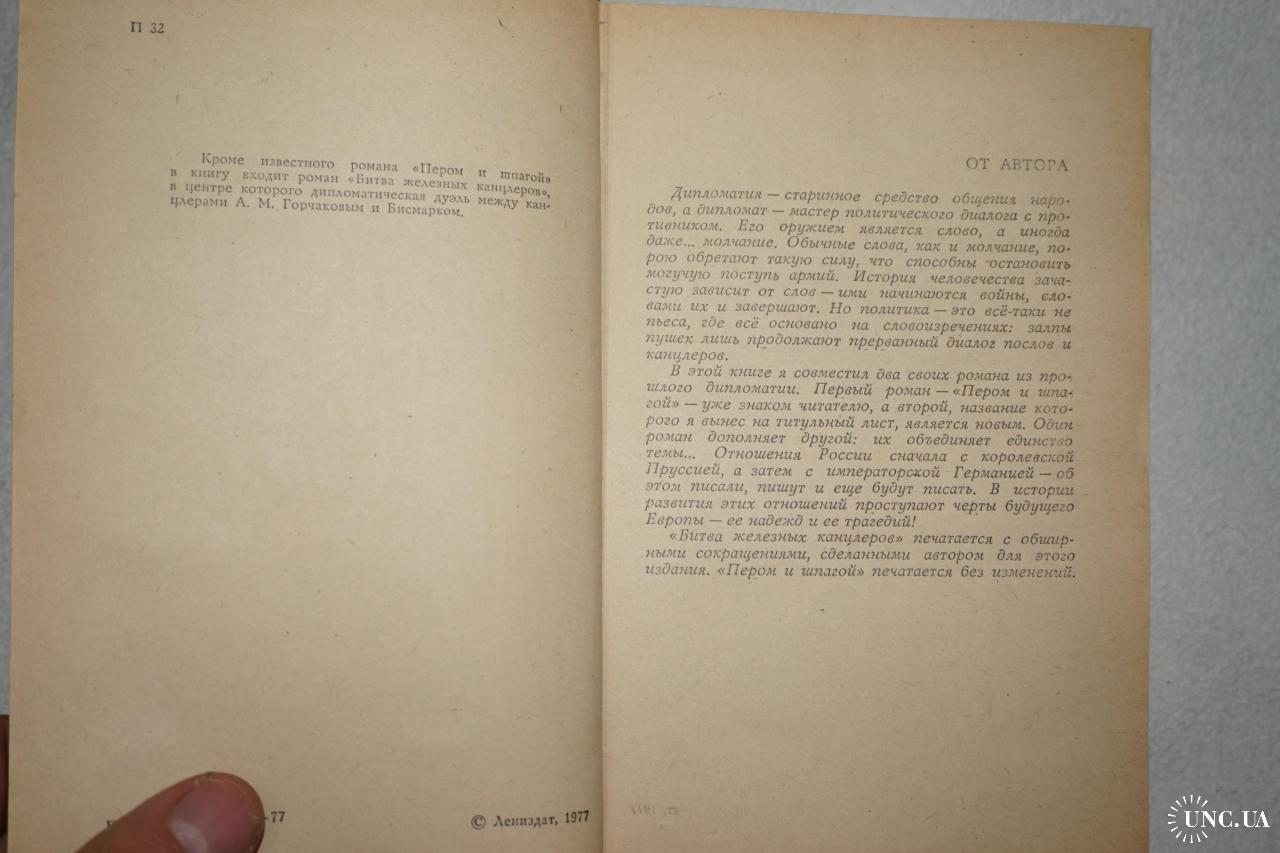 П 32
Кроме известного романа «Пером и шпагой»
в книгу входит роман «Битва железных канцлеров»,
в центре которого дипломатическая дуэль между кан-
цлерами А. М. Горчаковым и Бисмарком.
-77
© Лениздат, 1977
ОТ АВТОРА
Дипломатия — старинное средство общения наро-
дов, а дипломат — мастер политического диалога с про-
тивником. Его оружием является слово, а иногда
даже... молчание. Обычные слова, как и молчание, по-
рою обретают такую силу, что способны остановить
могучую поступь армий. История человечества зача-
стую зависит от слов — ими начинаются войны, сло-
вами их и завершают. Но политика — это всё-таки не
пьеса, где всё основано на словоизречениях: залпы
пушек лишь продолжают прерванный диалог послов и
канцлеров.
В этой книге я совместил два своих романа из про-
шлого дипломатии. Первый роман — «Пером и шпа-
гой» — уже знаком читателю, а второй, название кото-
рого я вынес на титульный лист, является новым. Один
роман дополняет другой: их объединяет единство
темы... Отношения России сначала с королевской
Пруссией, а затем с императорской Германией — об
этом писали, пишут и еще будут писать. В истории
развития этих отношений проступают черты будущего
Европы — ее надежд и ее трагедий!
«Битва железных канцлеров» печатается с обшир-
ными сокращениями, сделанными автором для этого
издания. «Пером и шпагой» печатается без изменений.
UNC.UA